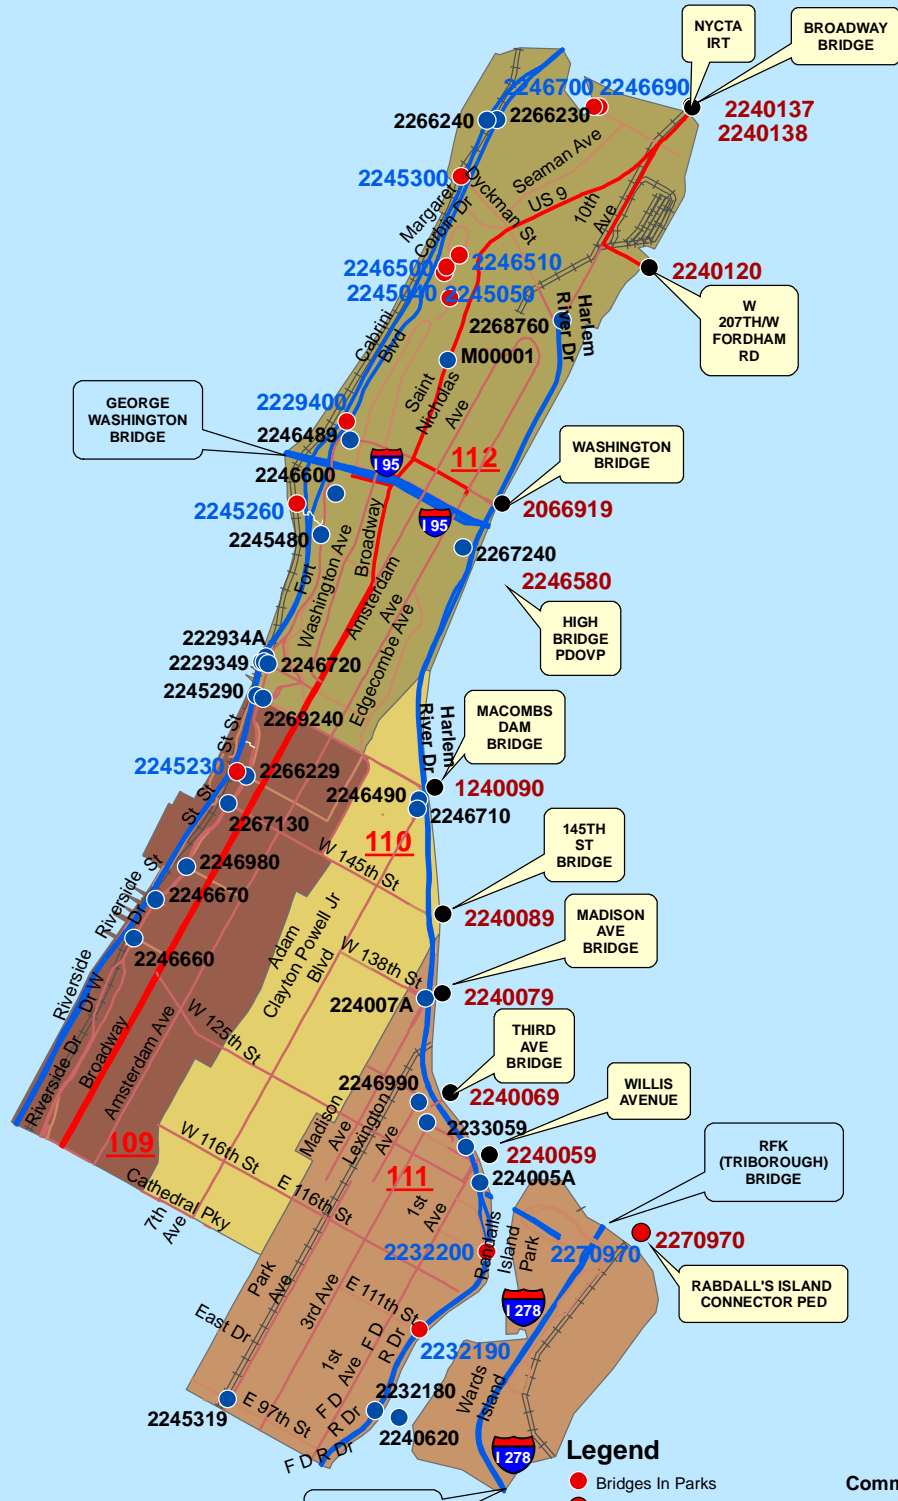 NYCTA
IRT
BROADWAY
BRIDGE
2246700 2246690
2240137
2240138
2266240
2266230
Seaman Ave
2245300
Dyckman St
US 9
Margaret
Corbin Dr
10th
Ave
2246500
2246510
2240120
2245040 2245050
W
207TH/W
FORDHAM
RD
2268760
Harlem
River Dr
Cabrini
Blvd
M00001
Saint
Nicholas
Ave
GEORGE
WASHINGTON
BRIDGE
2229400
2246489
I 95
112
WASHINGTON
BRIDGE
2246600
2245260
2066919
I 95
2245480
2267240
Fort
Washington Ave
Broadway
Amsterdam
Ave
2246580
HIGH
BRIDGE
PDOVP
Edgecombe Ave
222934A
2229349
2246720
2245290
2269240
Harlem
River Dr
MACOMBS
DAM
BRIDGE
St St
2245230
2266229
1240090
2246490
2246710
St St
2267130
110
145TH
ST
BRIDGE
W 145th St
2246980
Riverside St
Dr
2246670
2240089
MADISON
AVE
BRIDGE
Adam
Clayton Powell Jr
Blvd
W 138th St
2246660
Riverside
Dr W
2240079
224007A
W 125th St
THIRD
AVE
BRIDGE
Riverside Dr
Broadway
Amsterdam Ave
2246990
2240069
WILLIS
AVENUE
Madison
Ave
Lexington
Ave
2233059
109
W 116th St
2240059
RFK
(TRIBOROUGH)
BRIDGE
111
224005A
E 116th St
Cathedral Pky
7th
Ave
1st
Ave
Randalls
Island
Park
2232200
2270970
2270970
Park
Ave
3rd Ave
E 111th St
RABDALL'S ISLAND
CONNECTOR PED
I 278
East Dr
F D
R Dr
2232190
1st
Ave
Wards
Island
2232180
E 97th St
F D
R Dr
2245319
2240620
F D R Dr
I 278
Legend
Bridges In Parks
Comm